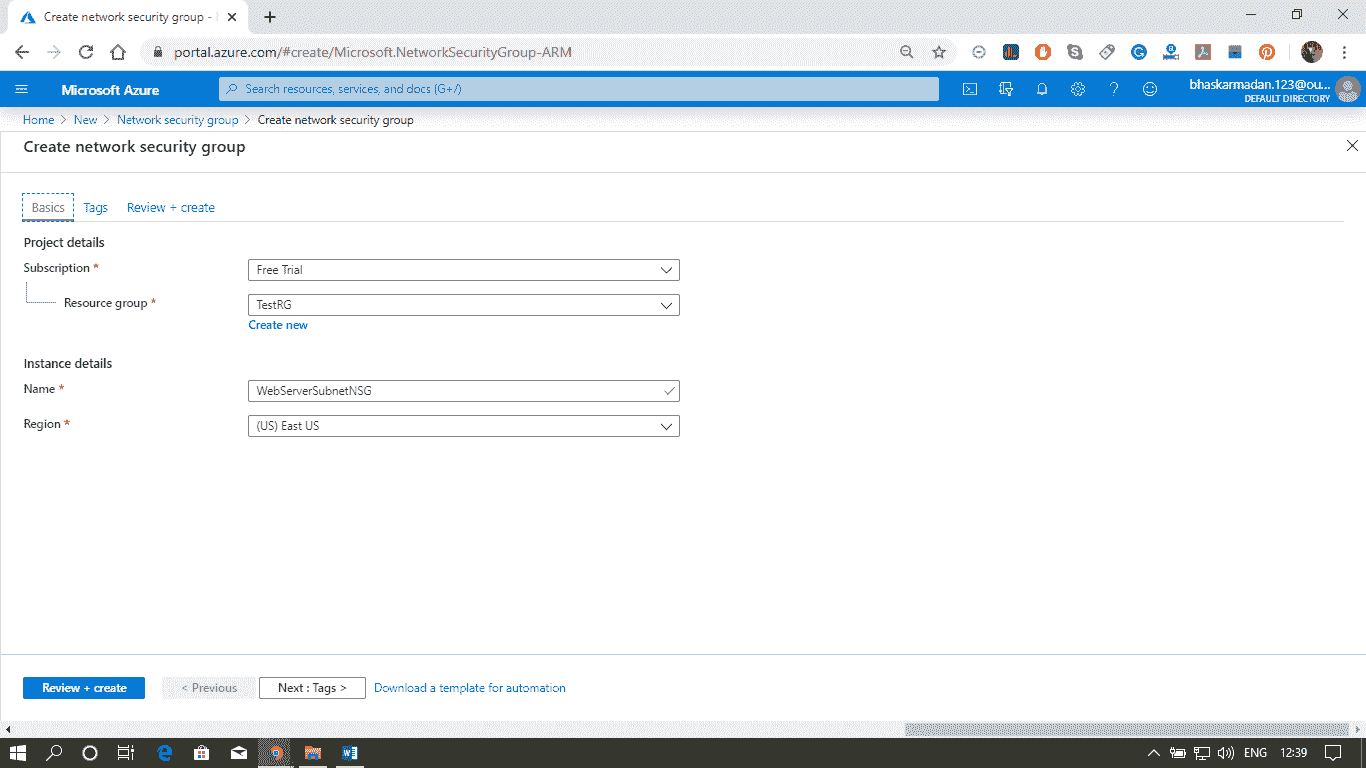 Create network security group -
portal.azure.com/#create/Microsoft.NetworkSecurityGroup-ARM
Microsoft Azure
Search resources, services, and docs (G+/)
bhaskarmadan.123@ou...
DEFAULT DIRECTORY
Home > New > Network security group > Create network security group
Create network security group
Basics Tags Review + create
Project details
Subscription *
Free Trial
Resource group *
TestRG
Create new
Instance details
Name *
WebServerSubnetNSG
Region *
(US) East US
Review + create
< Previous
Next : Tags >
Download a template for automation
ENG 12:39